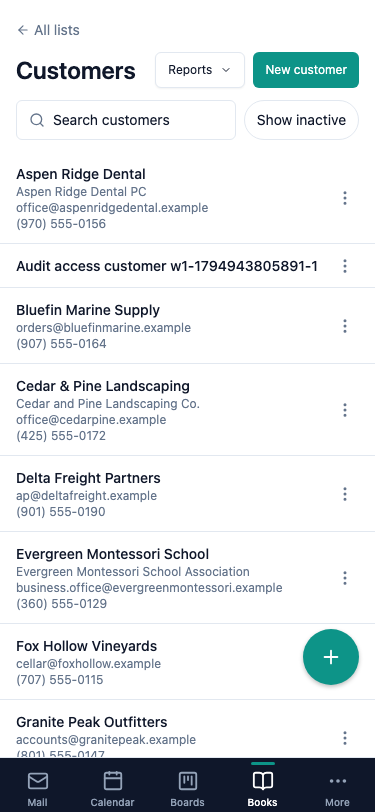 All lists
Customers
Reports
New customer
Search customers
Show inactive
Aspen Ridge Dental
Aspen Ridge Dental PC
office@aspenridgedental.example
(970) 555-0156
Audit access customer w1-1794943805891-1
Bluefin Marine Supply
orders@bluefinmarine.example
(907) 555-0164
Cedar & Pine Landscaping
Cedar and Pine Landscaping Co.
office@cedarpine.example
(425) 555-0172
Delta Freight Partners
ap@deltafreight.example
(901) 555-0190
Evergreen Montessori School
Evergreen Montessori School Association
business.office@evergreenmontessori.example
(360) 555-0129
Fox Hollow Vineyards
cellar@foxhollow.example
(707) 555-0115
Granite Peak Outfitters
accounts@granitepeak.example
(801) 555-0147
Mail
Calendar
Boards
Books
More